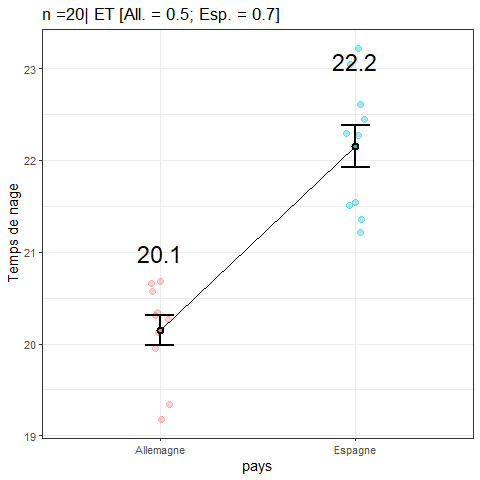 n =20| ET [All. = 0.5; Esp. = 0.7]
23
22.2
22
Temps de nage
21
20.1
20
19
Allemagne
Espagne
pays